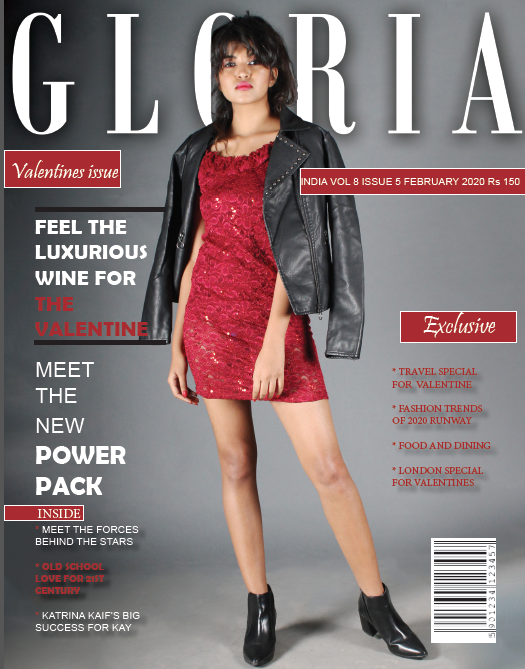 GLORIA
Valentines issue
INDIA VOL 8 ISSUE 5 FEBRUARY 2020 Rs 150
FEEL THE
LUXURIOUS
WINE FOR
THE
VALENTINE
MEET
THE
NEW
POWER
PACK
INSIDE
* MEET THE FORCES
BEHIND THE STARS
* OLD SCHOOL
LOVE FOR 21ST
CENTURY
* KATRINA KAIF'S BIG
SUCCESS FOR KAY
Exclusive
* TRAVEL SPECIAL
FOR VALENTINE
* FASHION TRENDS
OF 2020 RUNWAY
* FOOD AND DINING
* LONDON SPECIAL
FOR VALENTINES
5901234123457